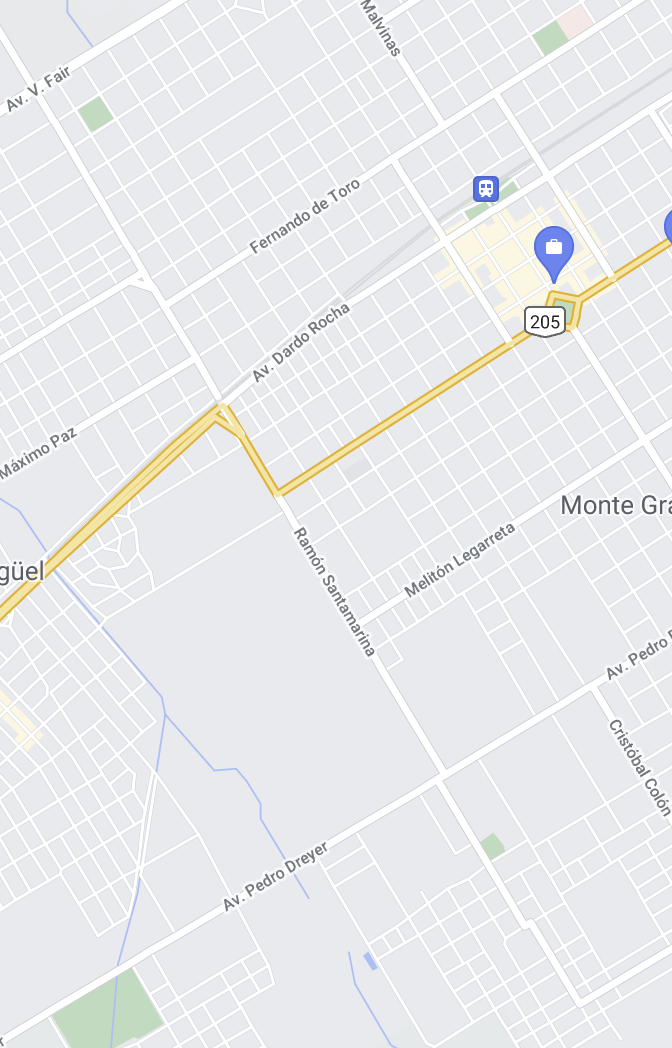 Malvinas
Av. V. Fair
Fernando de Toro
Av. Dardo Rocha
205
Máximo Paz
Monte Gra
güel
Ramón Santamarina
Melitón Legarreta
Av. Pedro
Cristóbal Colón
Av. Pedro Dreyer
r